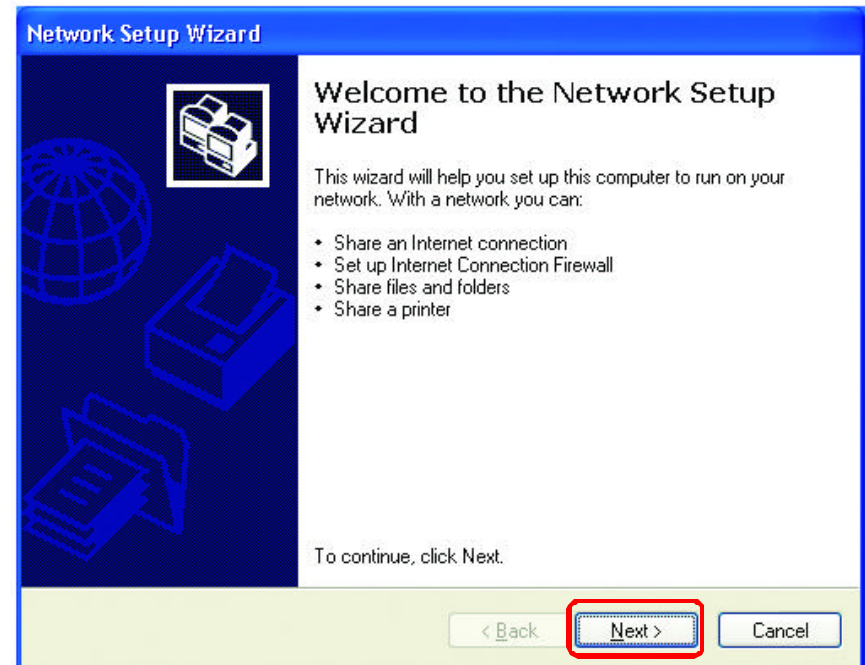 Network Setup Wizard
Welcome to the Network Setup
Wizard
This wizard will help you set up this computer to run on your
network. With a network you can:
• Share an Internet connection
• Set up Internet Connection Firewall
• Share files and folders
• Share a printer
To continue, click Next.
< Back
Next >
Cancel